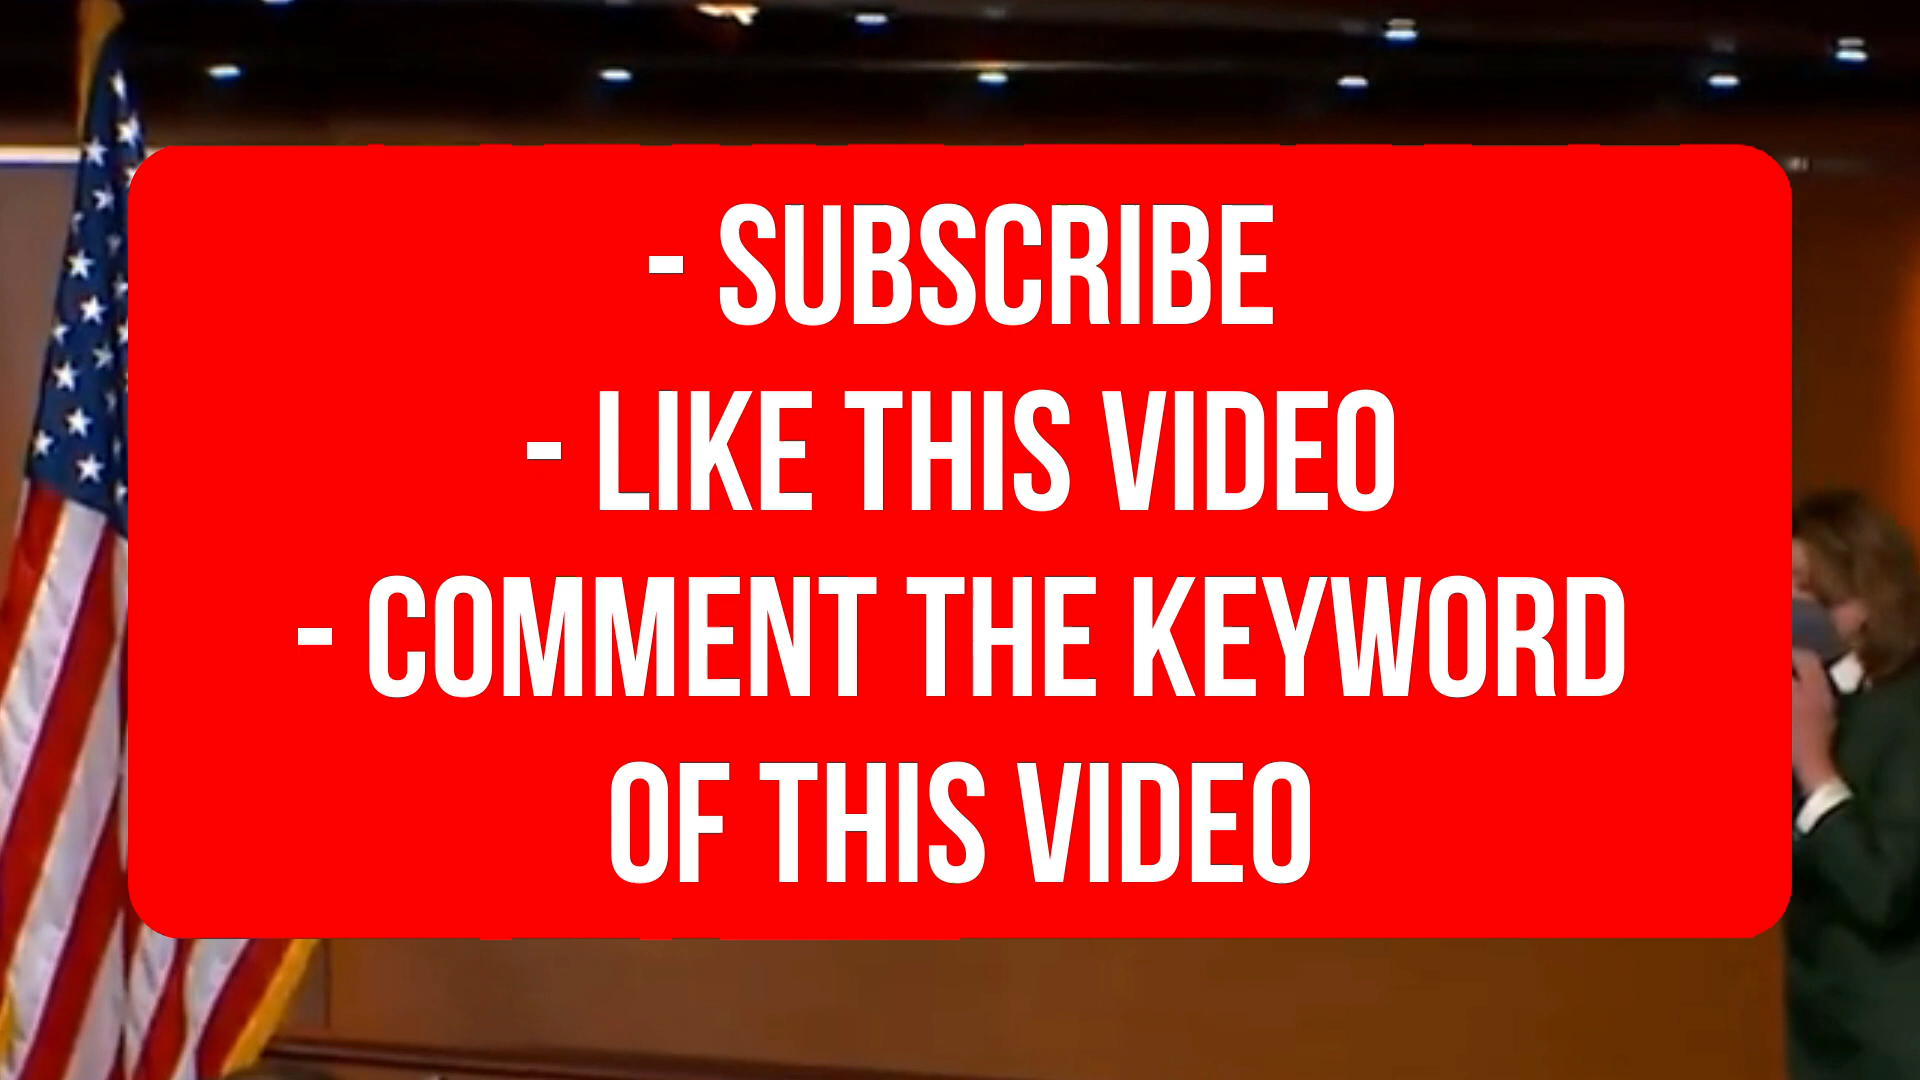 - SUBSCRIBE
- LIKE THIS VIDEO
- COMMENT THE KEYWORD
OF THIS VIDEO